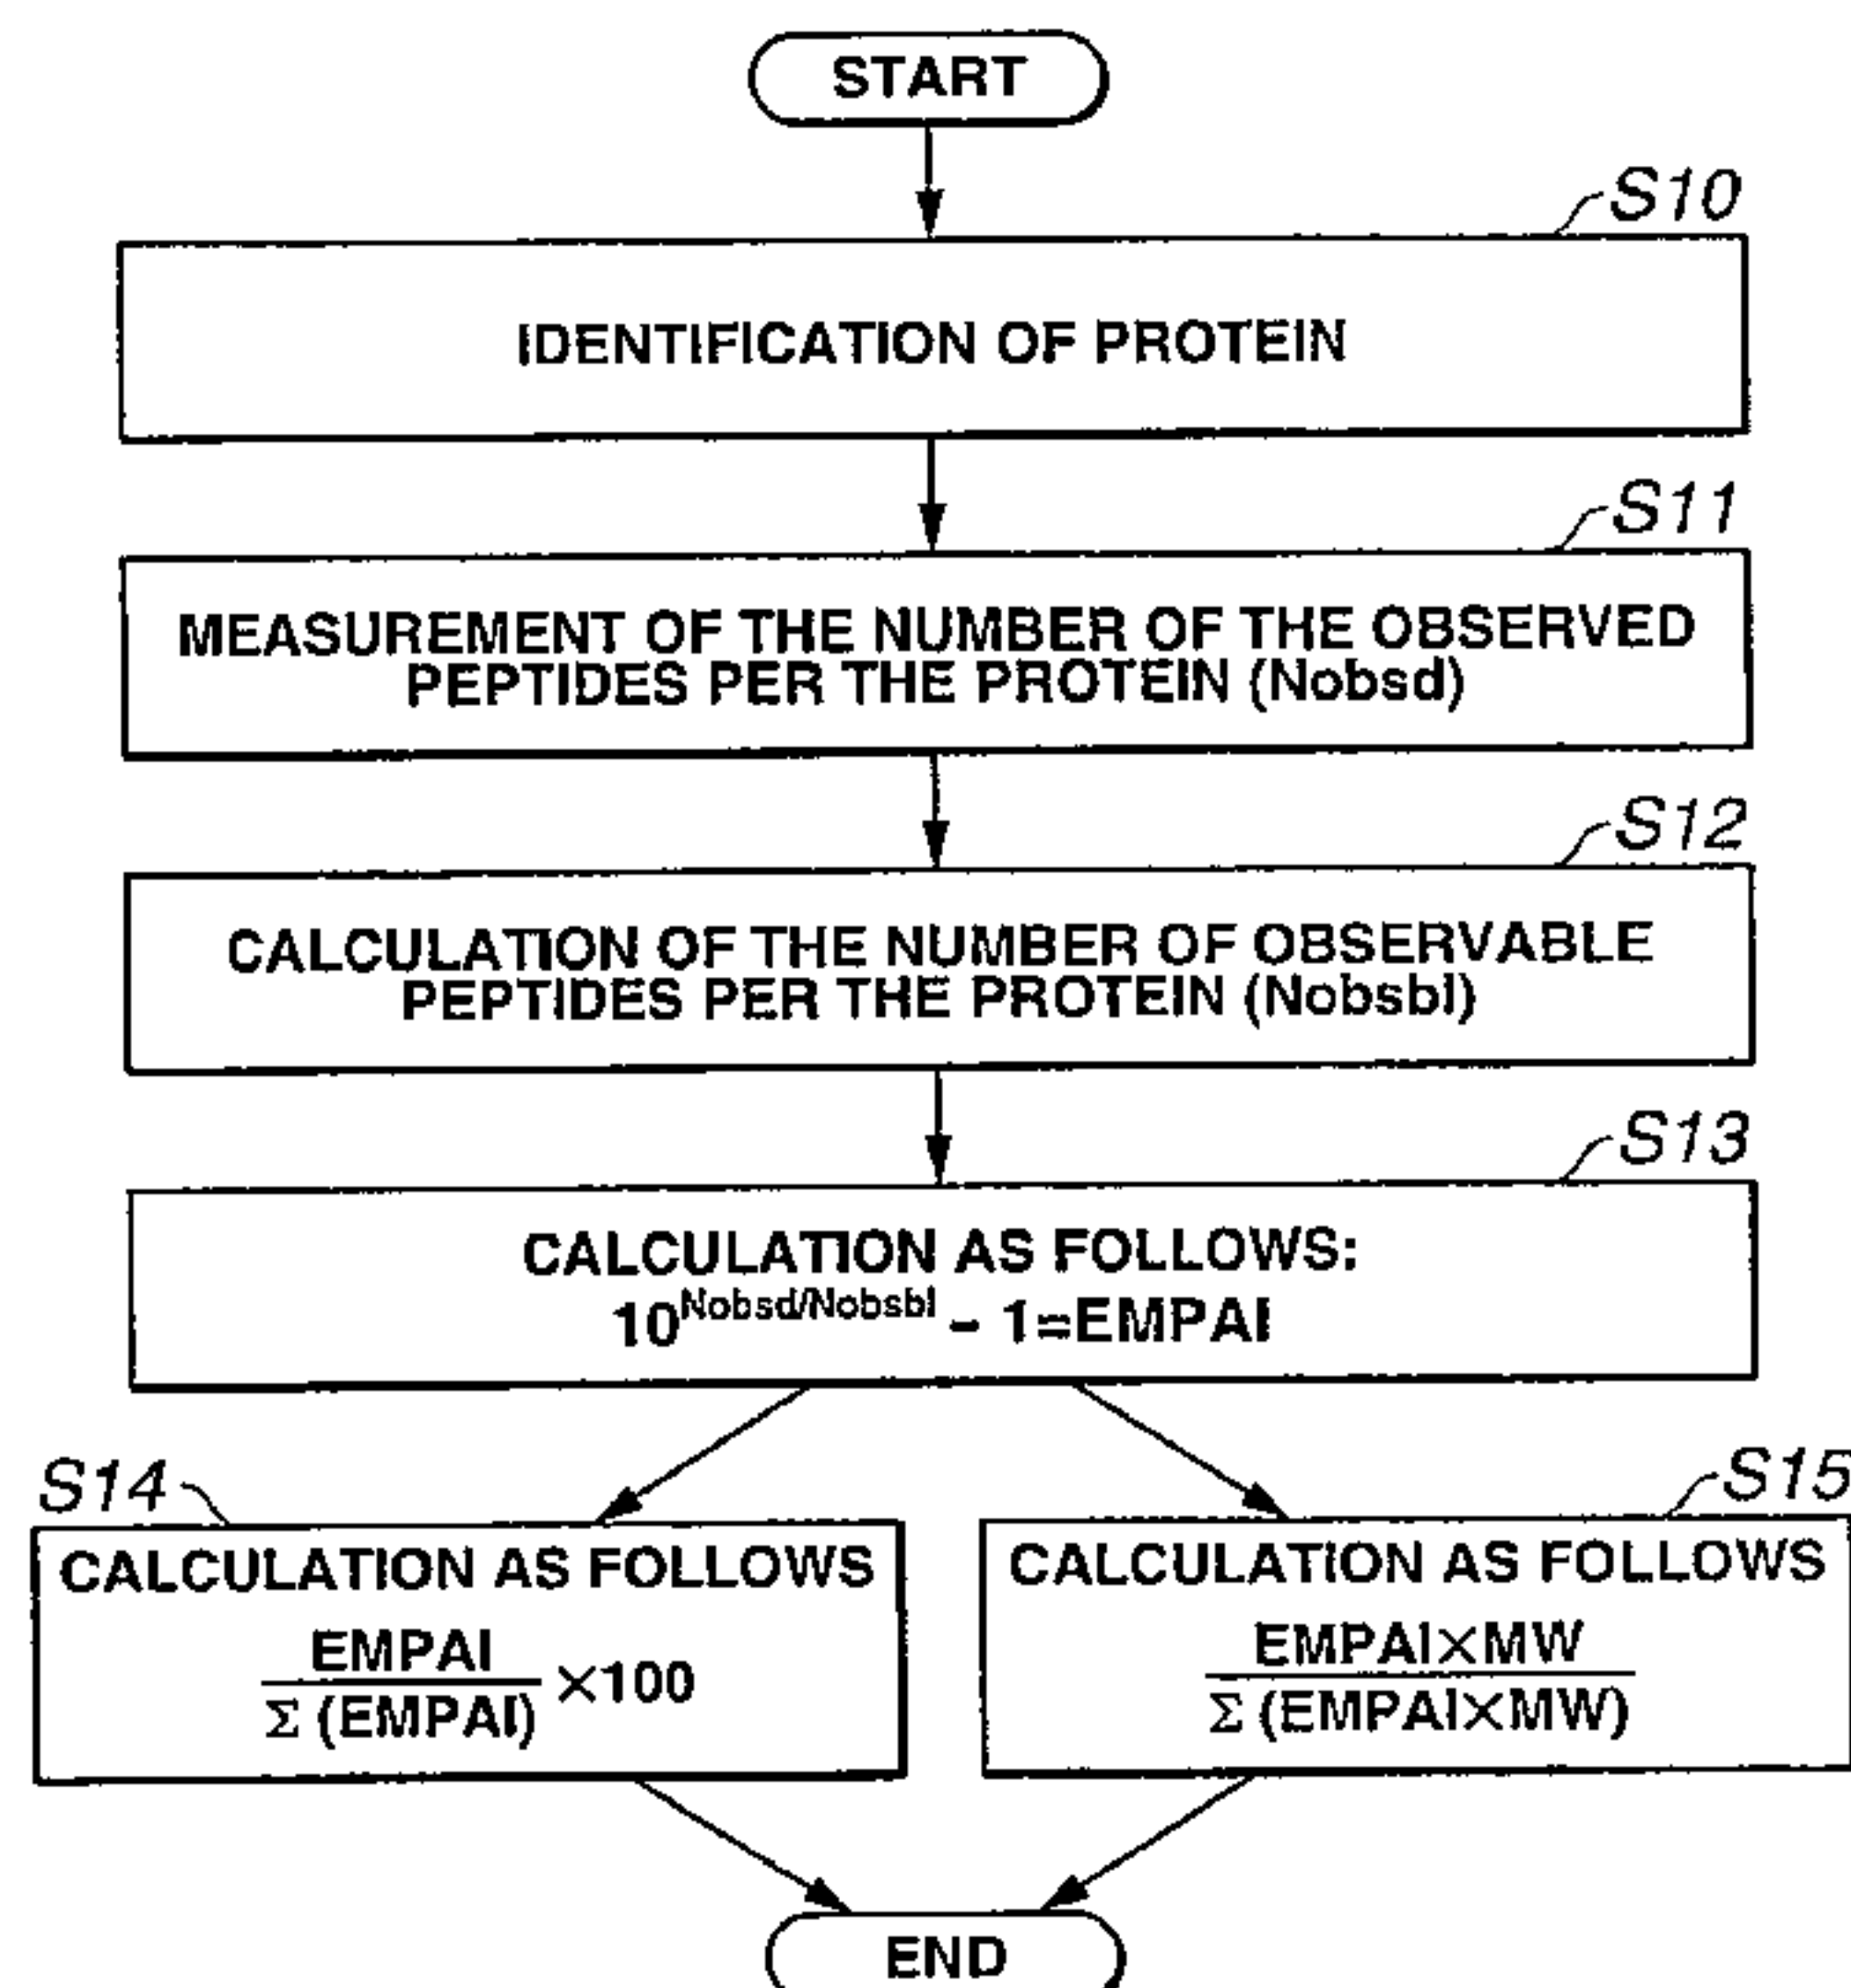 START
S10
IDENTIFICATION OF PROTEIN
S11
MEASUREMENT OF THE NUMBER OF THE OBSERVED
PEPTIDES PER THE PROTEIN (Nobsd)
S12
CALCULATION OF THE NUMBER OF OBSERVABLE
PEPTIDES PER THE PROTEIN (Nobsbl)
S13
CALCULATION AS FOLLOWS:
10^Nobsd/Nobsbl - 1=EMPAI
S14
CALCULATION AS FOLLOWS
EMPAI
Σ (EMPAI) ×100
S15
CALCULATION AS FOLLOWS
EMPAI×MW
Σ (EMPAI×MW)
END